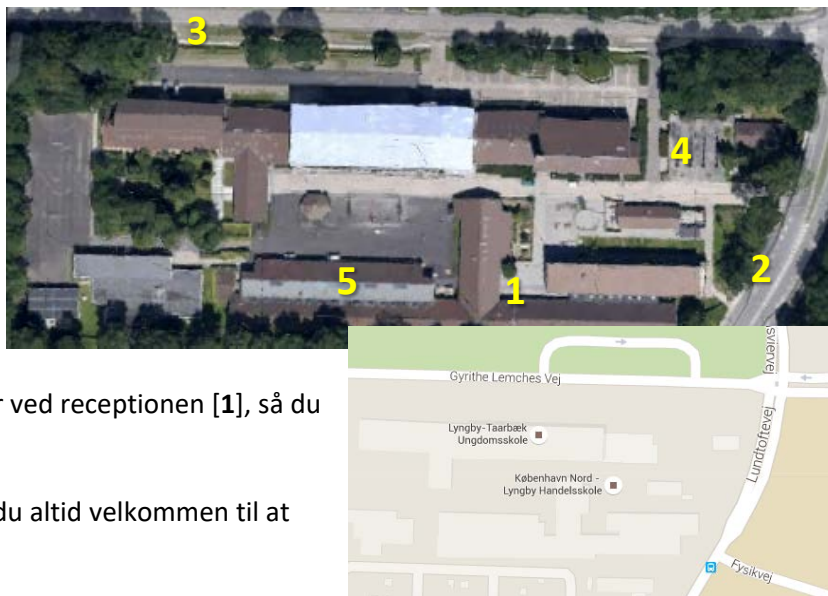 3
4
2
5
1
r ved receptionen [1], så du
du altid velkommen til at
Gyrithe Lemches Vej
Lyngby-Taarbæk
Ungdomsskole
København Nord -
Lyngby Handelsskole
sviervej
Lundtoftevej
Fysikvej